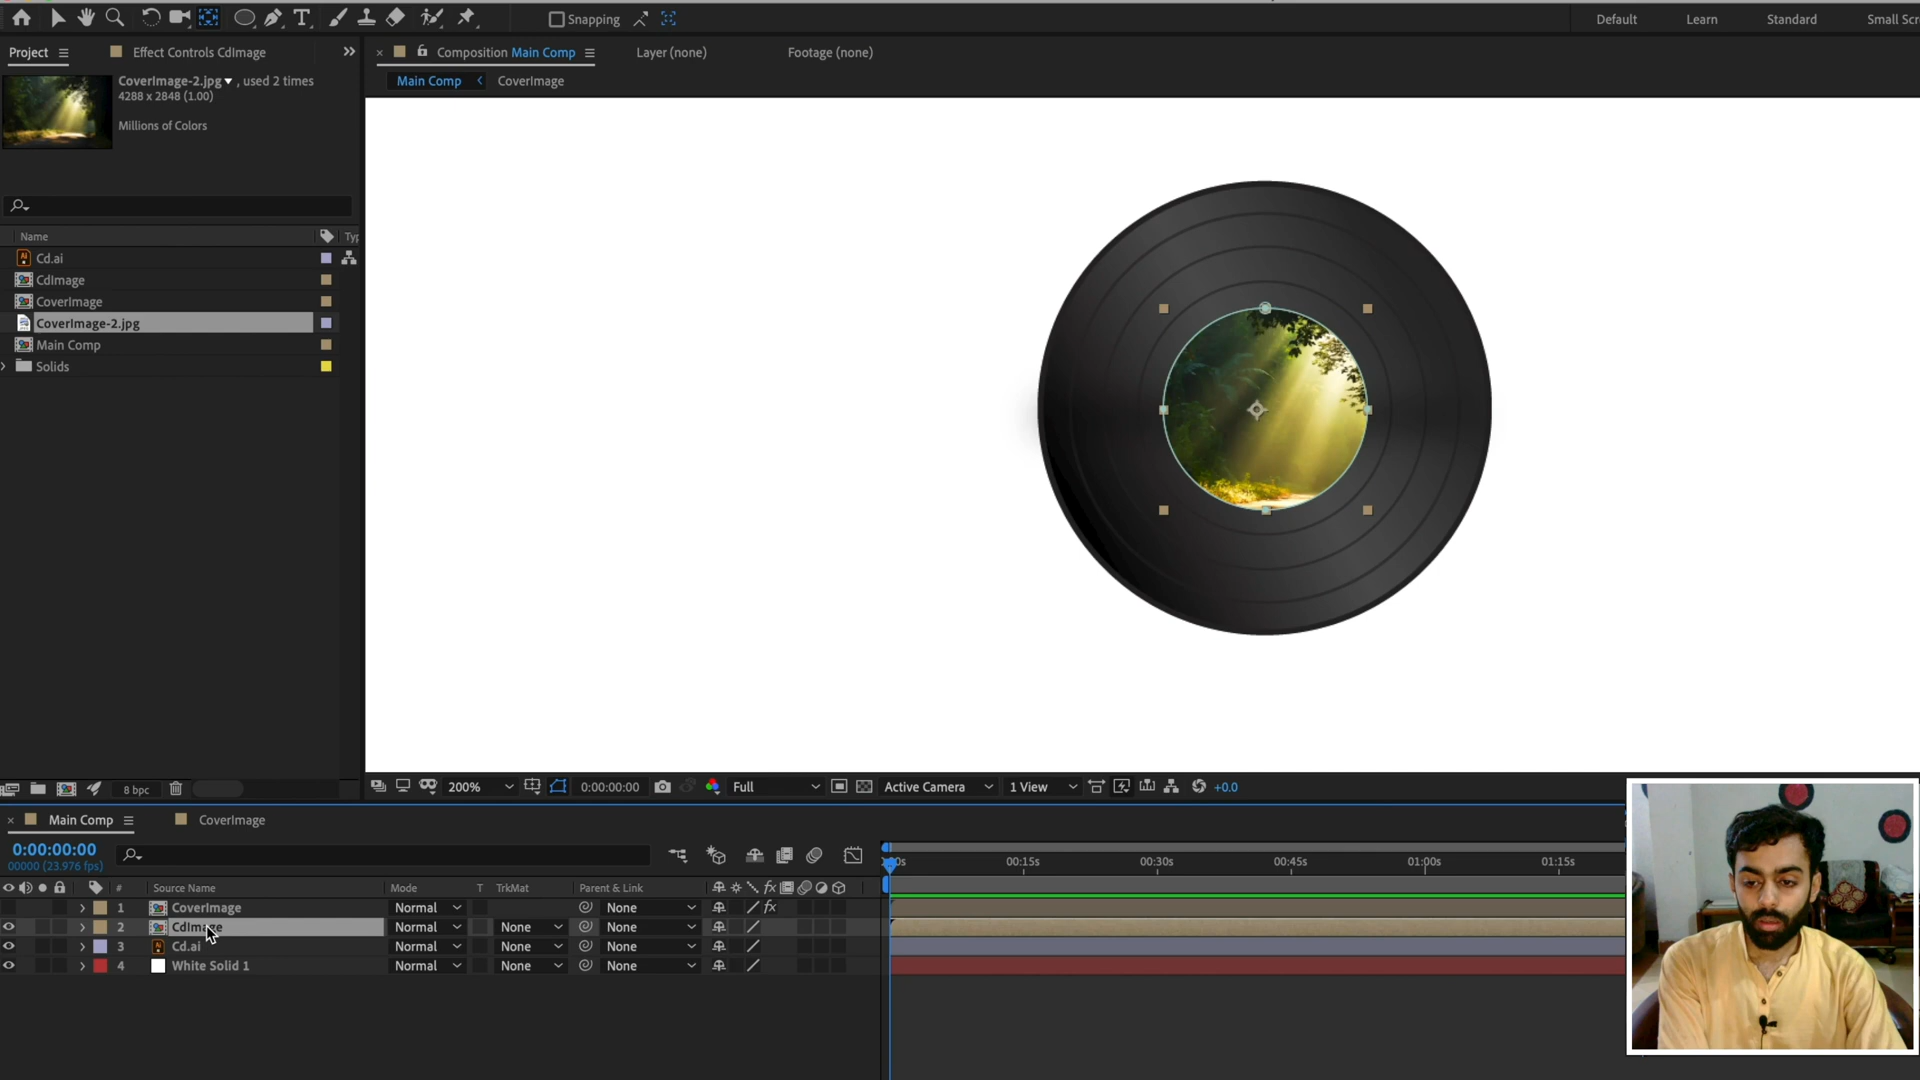 Snapping
Default
Learn
Standard
Small Scr
Project
Effect Controls CdImage
Composition Main Comp
Layer (none)
Footage (none)
CoverImage-2.jpg , used 2 times
4288 x 2848 (1.00)
Millions of Colors
Main Comp
CoverImage
Name
Typ
Cd.ai
CdImage
CoverImage
CoverImage-2.jpg
Main Comp
Solids
8 bpc
200%
0:00:00:00
Full
Active Camera
1 View
+0.0
Main Comp
CoverImage
0:00:00:00
00000 (23.976 fps)
00s
00:15s
00:30s
00:45s
01:00s
01:15s
#
Source Name
Mode
T
TrkMat
Parent & Link
fx
1 CoverImage Normal None fx
2 CdImage Normal None None
3 Cd.ai Normal None None
4 White Solid 1 Normal None None